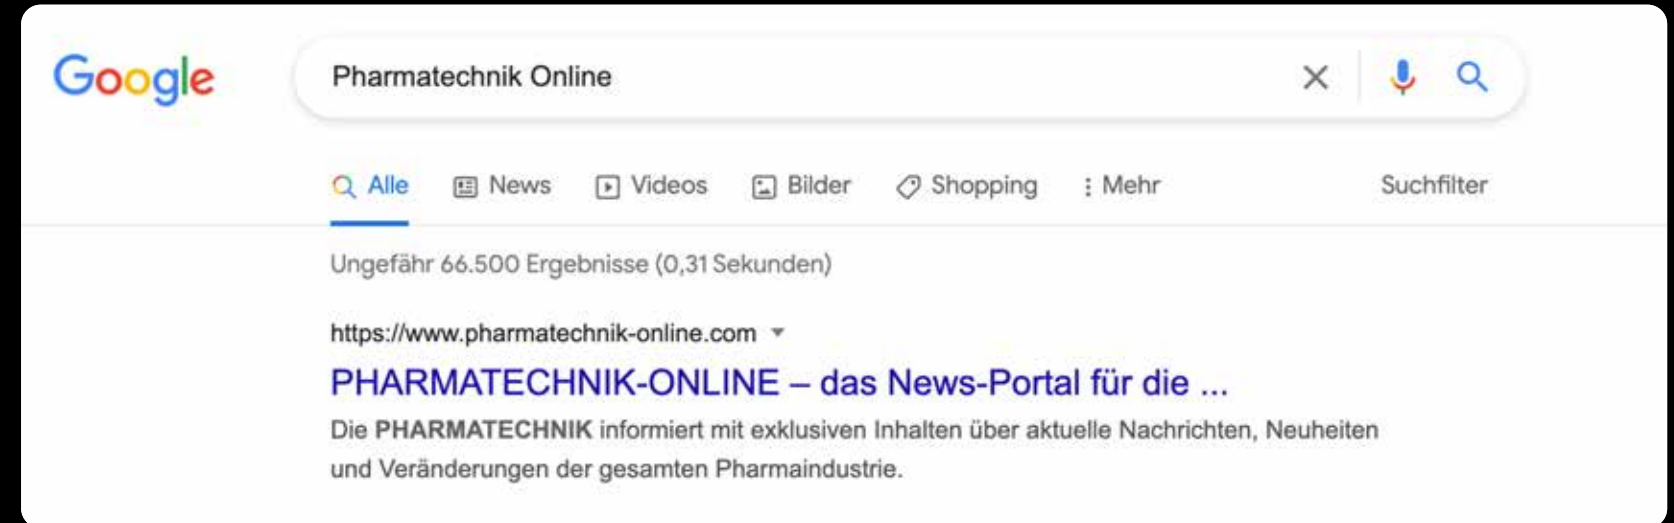 Google
Pharmatechnik Online
Alle News Videos Bilder Shopping Mehr Suchfilter
Ungefähr 66.500 Ergebnisse (0,31 Sekunden)
https://www.pharmatechnik-online.com
PHARMATECHNIK-ONLINE – das News-Portal für die ...
Die PHARMATECHNIK informiert mit exklusiven Inhalten über aktuelle Nachrichten, Neuheiten
und Veränderungen der gesamten Pharmaindustrie.